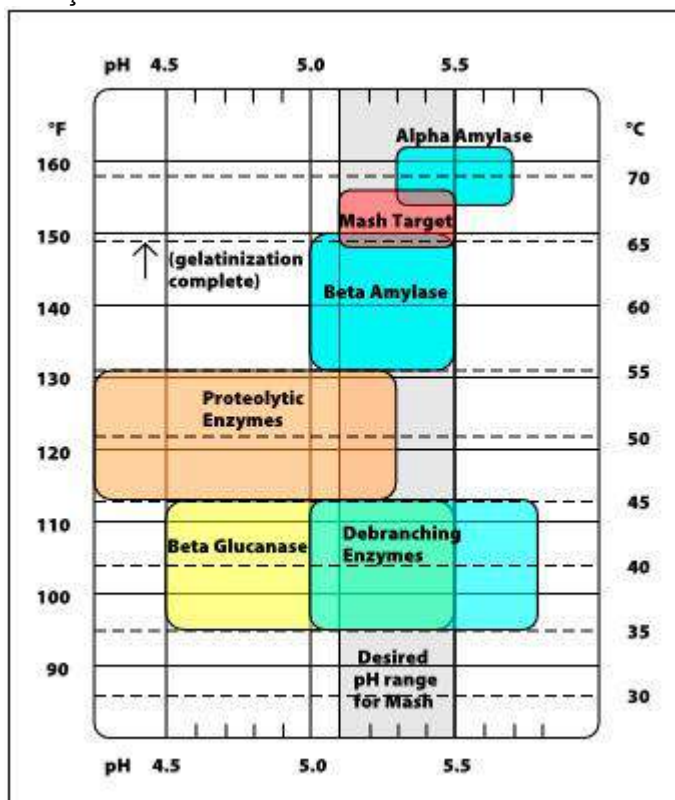 pH 4.5 5.0 5.5
°F °C
Alpha Amylase
160
70
Mash Target
150
65
(gelatinization
complete)
Beta Amylase
140
60
130
55
Proteolytic
Enzymes
120
50
45
110
Debranching
Beta Glucanase
Enzymes
40
100
35
Desired
90
pH range
for Mash
30
pH 4.5 5.0 5.5